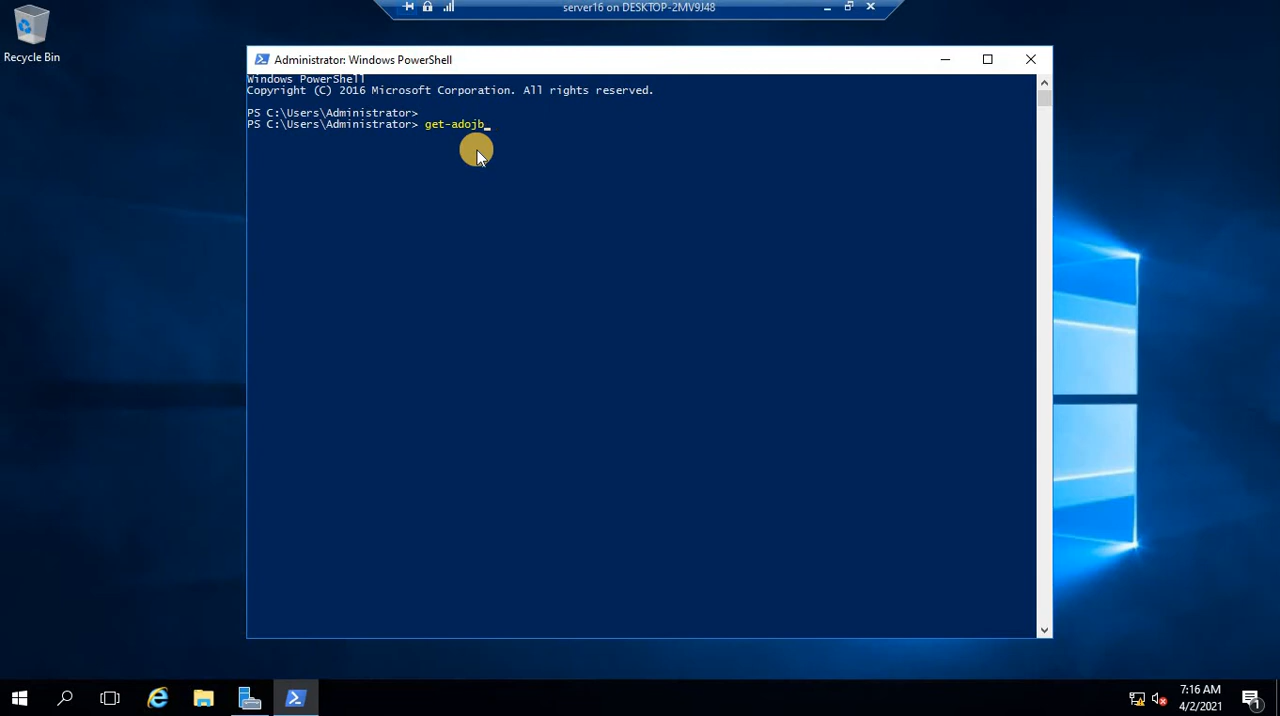 server16 on DESKTOP-2MV9J48
Recycle Bin
Administrator: Windows PowerShell
Windows PowerShell
Copyright (C) 2016 Microsoft Corporation. All rights reserved.
PS C:\Users\Administrator>
PS C:\Users\Administrator> get-adojb_
7:16 AM
4/2/2021
1